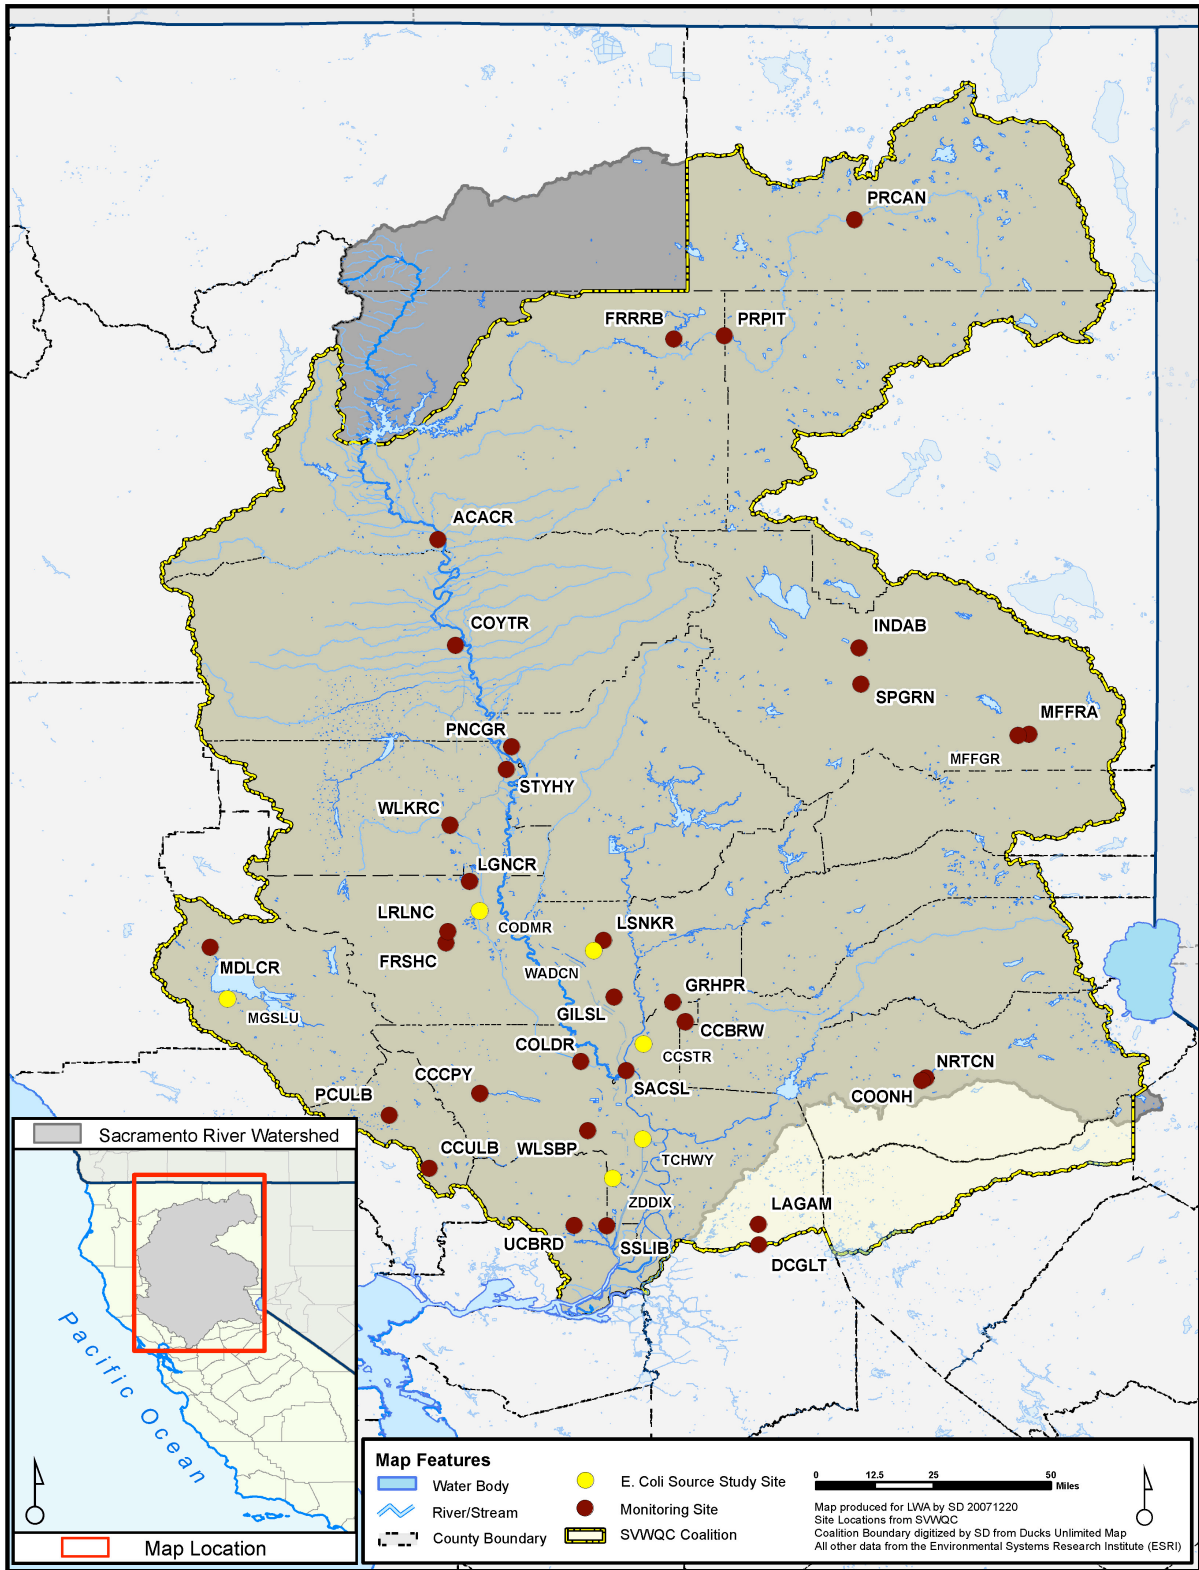 PRCAN
FRRRB
PRPIT
ACACR
COYTR
INDAB
SPGRN
MFFRA
MFFGR
PNCGR
STYHY
WLKRC
LGNCR
LRLNC
CODMR
LSNKR
FRSHC
WADCN
MDLCR
MGSLU
GILSL
GRHPR
CCBRW
COLDR
CCSTR
CCCPY
SACSL
NRTCN
COONH
PCULB
CCULB
WLSBP
TCHWY
ZDDIX
LAGAM
UCBRD
SSLIB
DCGLT
Sacramento River Watershed
Pacific Ocean
Map Location
Map Features
Water Body
River/Stream
County Boundary
E. Coli Source Study Site
Monitoring Site
SVWQC Coalition
0 12.5 25 50
Miles
Map produced for LWA by SD 20071220
Site Locations from SVWQC
Coalition Boundary digitized by SD from Ducks Unlimited Map
All other data from the Environmental Systems Research Institute (ESRI)